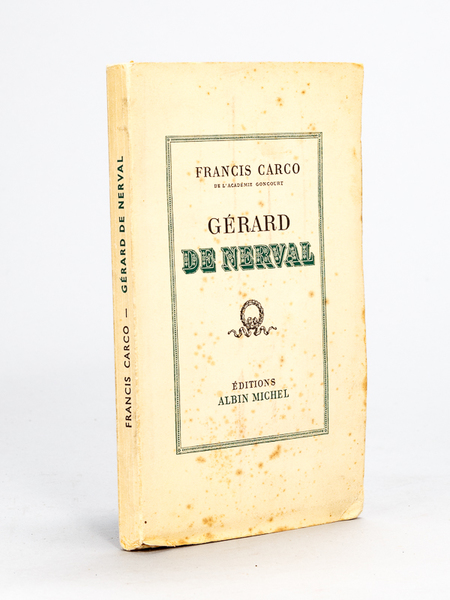 FRANCIS CARCO — GÉRARD DE NERVAL
FRANCIS CARCO
DE L'ACADÉMIE GONCOURT
GÉRARD
DE NERVAL
ÉDITIONS
ALBIN MICHEL